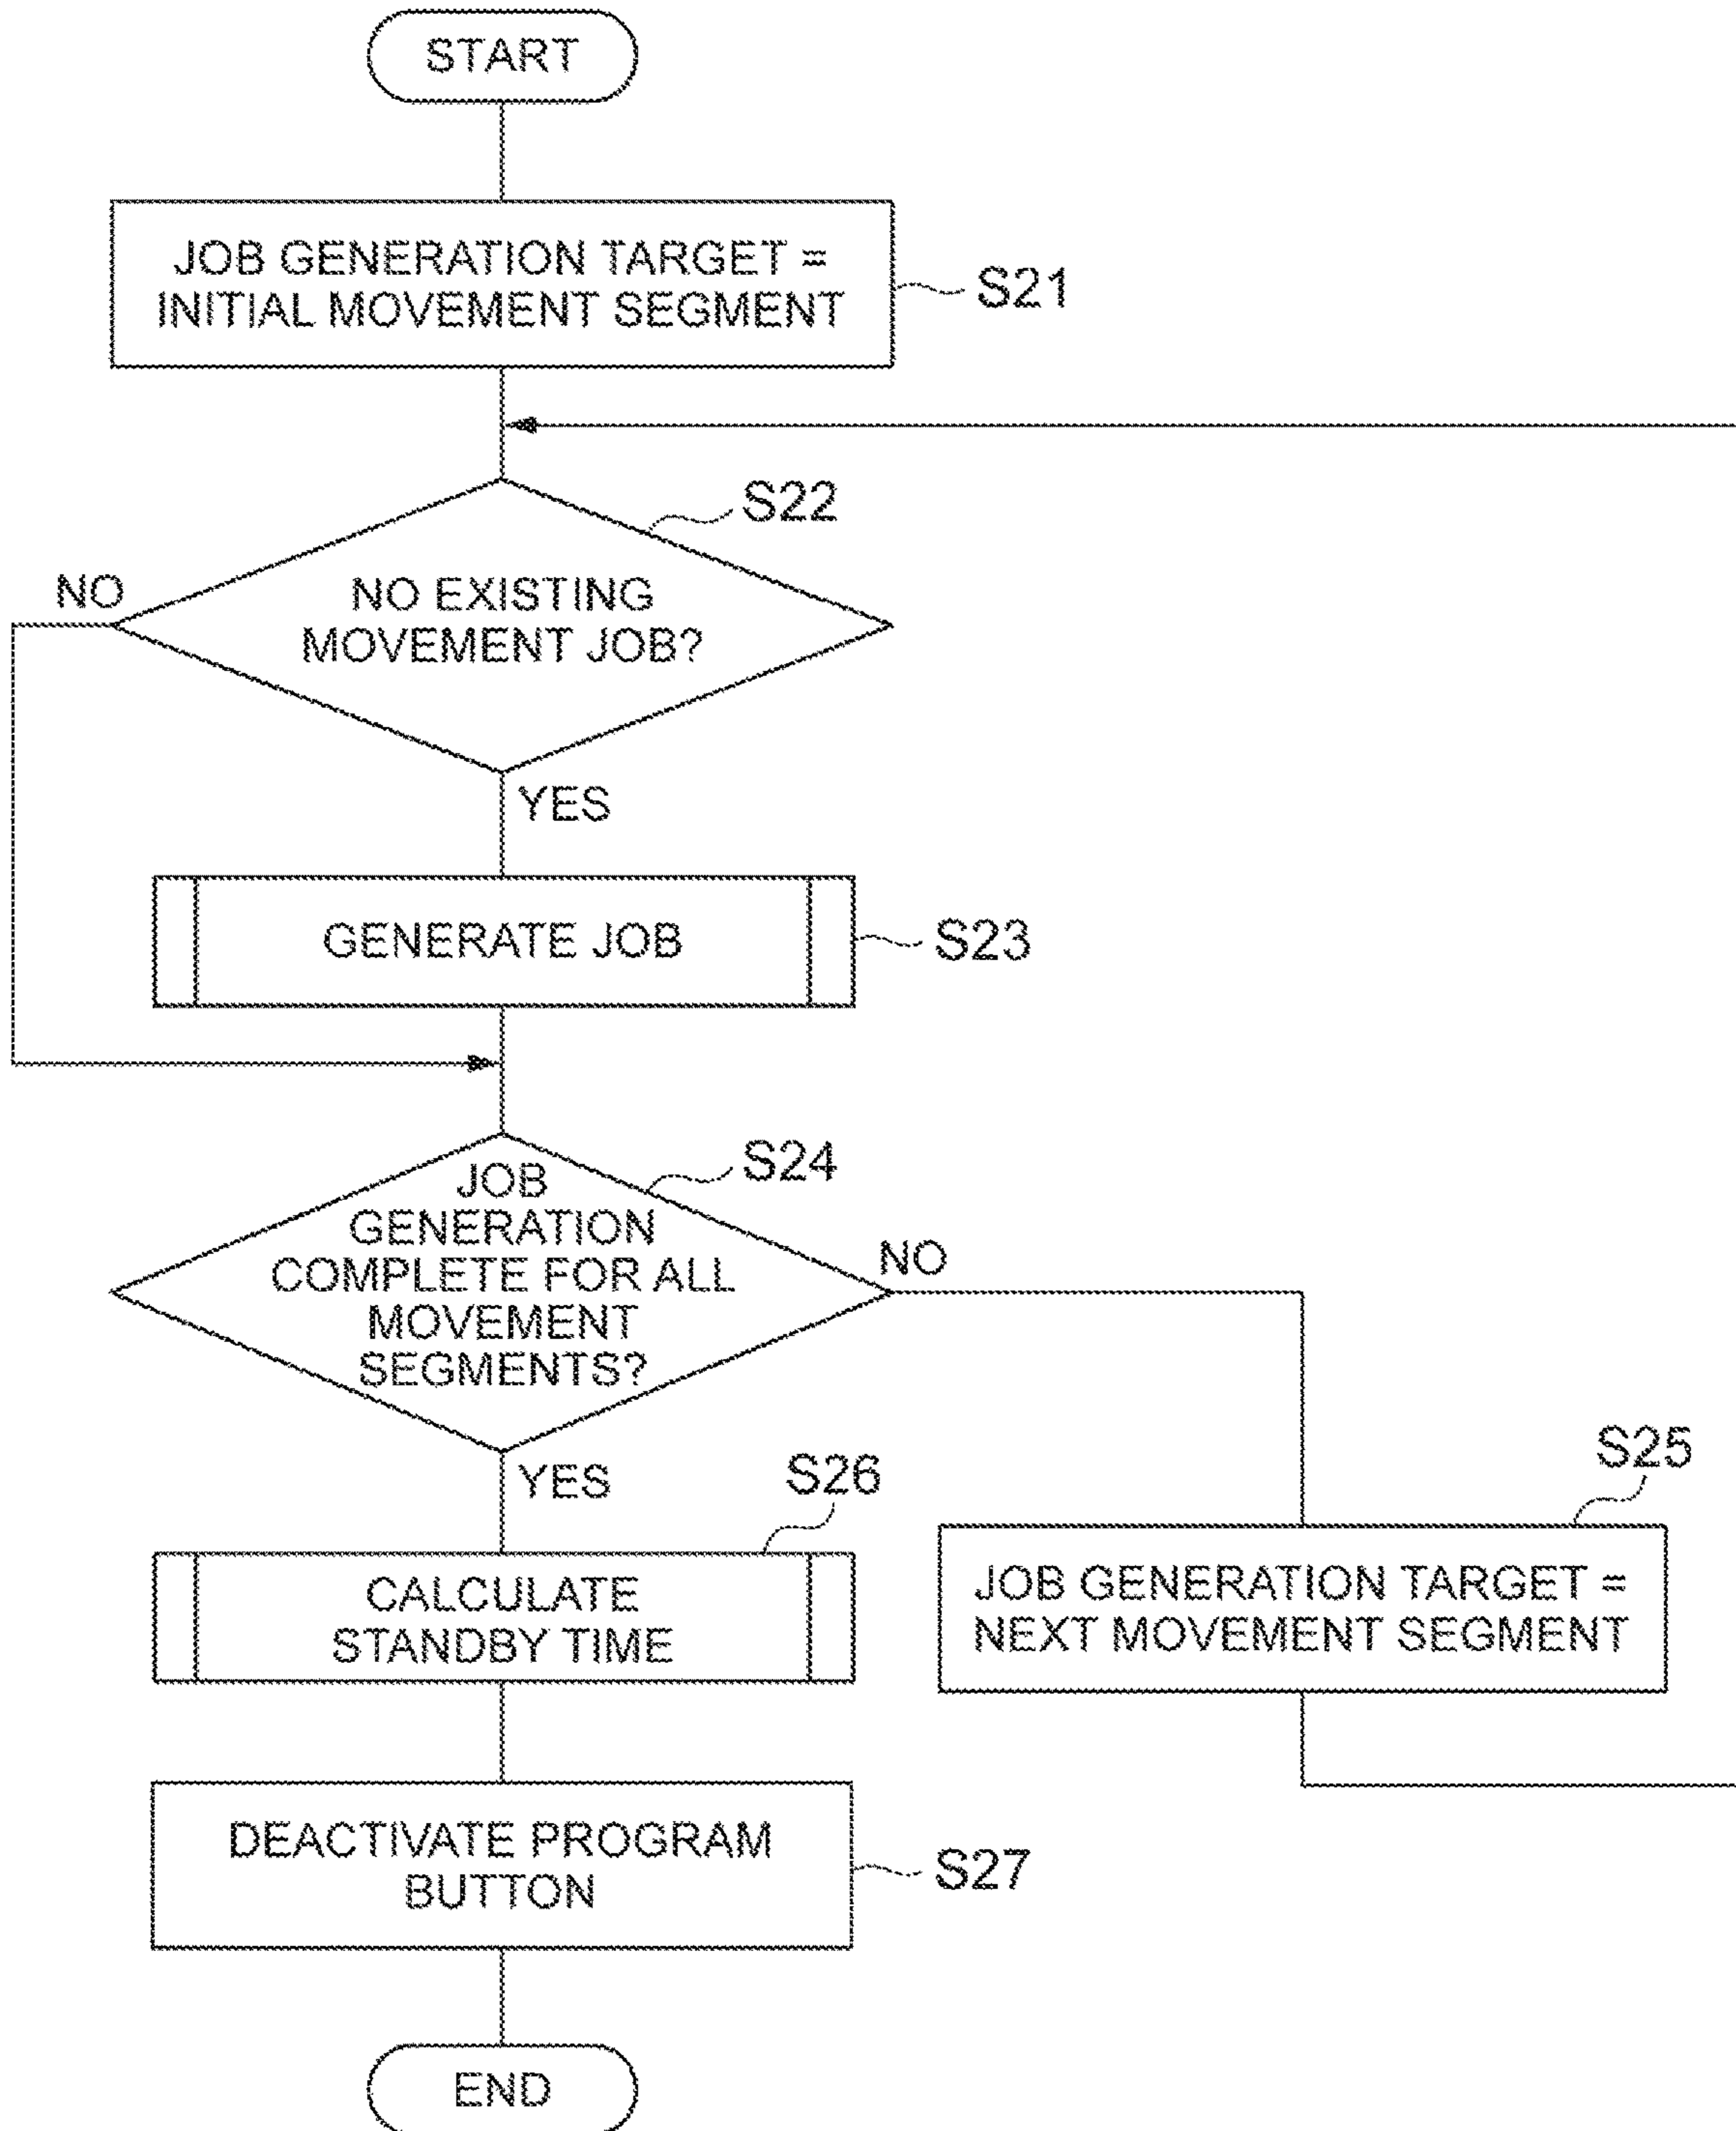 START
JOB GENERATION TARGET =
INITIAL MOVEMENT SEGMENT
S21
S22
NO
NO EXISTING
MOVEMENT JOB?
YES
GENERATE JOB
S23
S24
JOB
GENERATION
COMPLETE FOR ALL
MOVEMENT
SEGMENTS?
NO
YES
S26
CALCULATE
STANDBY TIME
S25
JOB GENERATION TARGET =
NEXT MOVEMENT SEGMENT
DEACTIVATE PROGRAM
BUTTON
S27
END